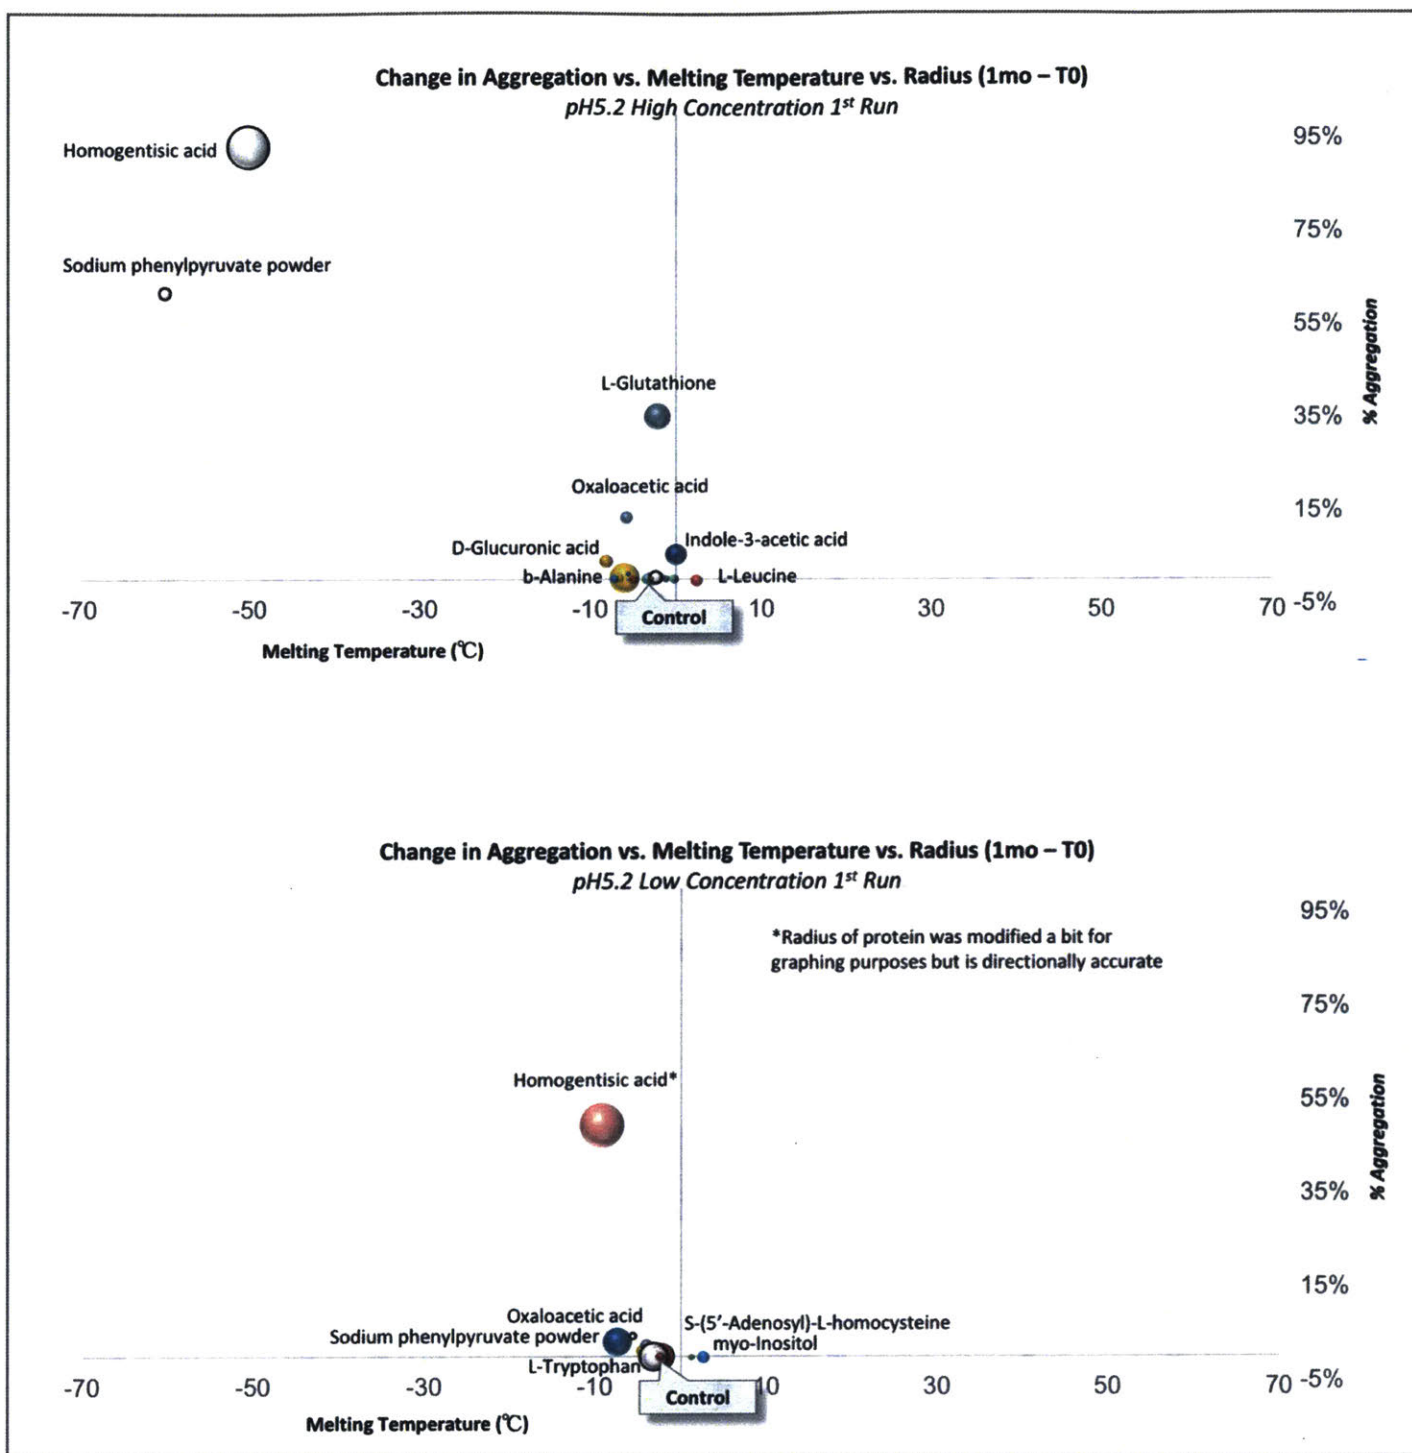 Change in Aggregation vs. Melting Temperature vs. Radius (1mo – T0)
pH5.2 High Concentration 1st Run
95%
Homogentisic acid
75%
Sodium phenylpyruvate powder
55%
% Aggregation
L-Glutathione
35%
Oxaloacetic acid
15%
Indole-3-acetic acid
D-Glucuronic acid
b-Alanine
L-Leucine
-70 -50 -30 -10 10 30 50 70 -5%
Control
Melting Temperature (℃)
Change in Aggregation vs. Melting Temperature vs. Radius (1mo – T0)
pH5.2 Low Concentration 1st Run
95%
*Radius of protein was modified a bit for
graphing purposes but is directionally accurate
75%
Homogentisic acid*
55%
% Aggregation
35%
15%
Oxaloacetic acid
S-(5’-Adenosyl)-L-homocysteine
Sodium phenylpyruvate powder
myo-Inositol
L-Tryptophan
-70 -50 -30 -10 10 30 50 70 -5%
Control
Melting Temperature (℃)